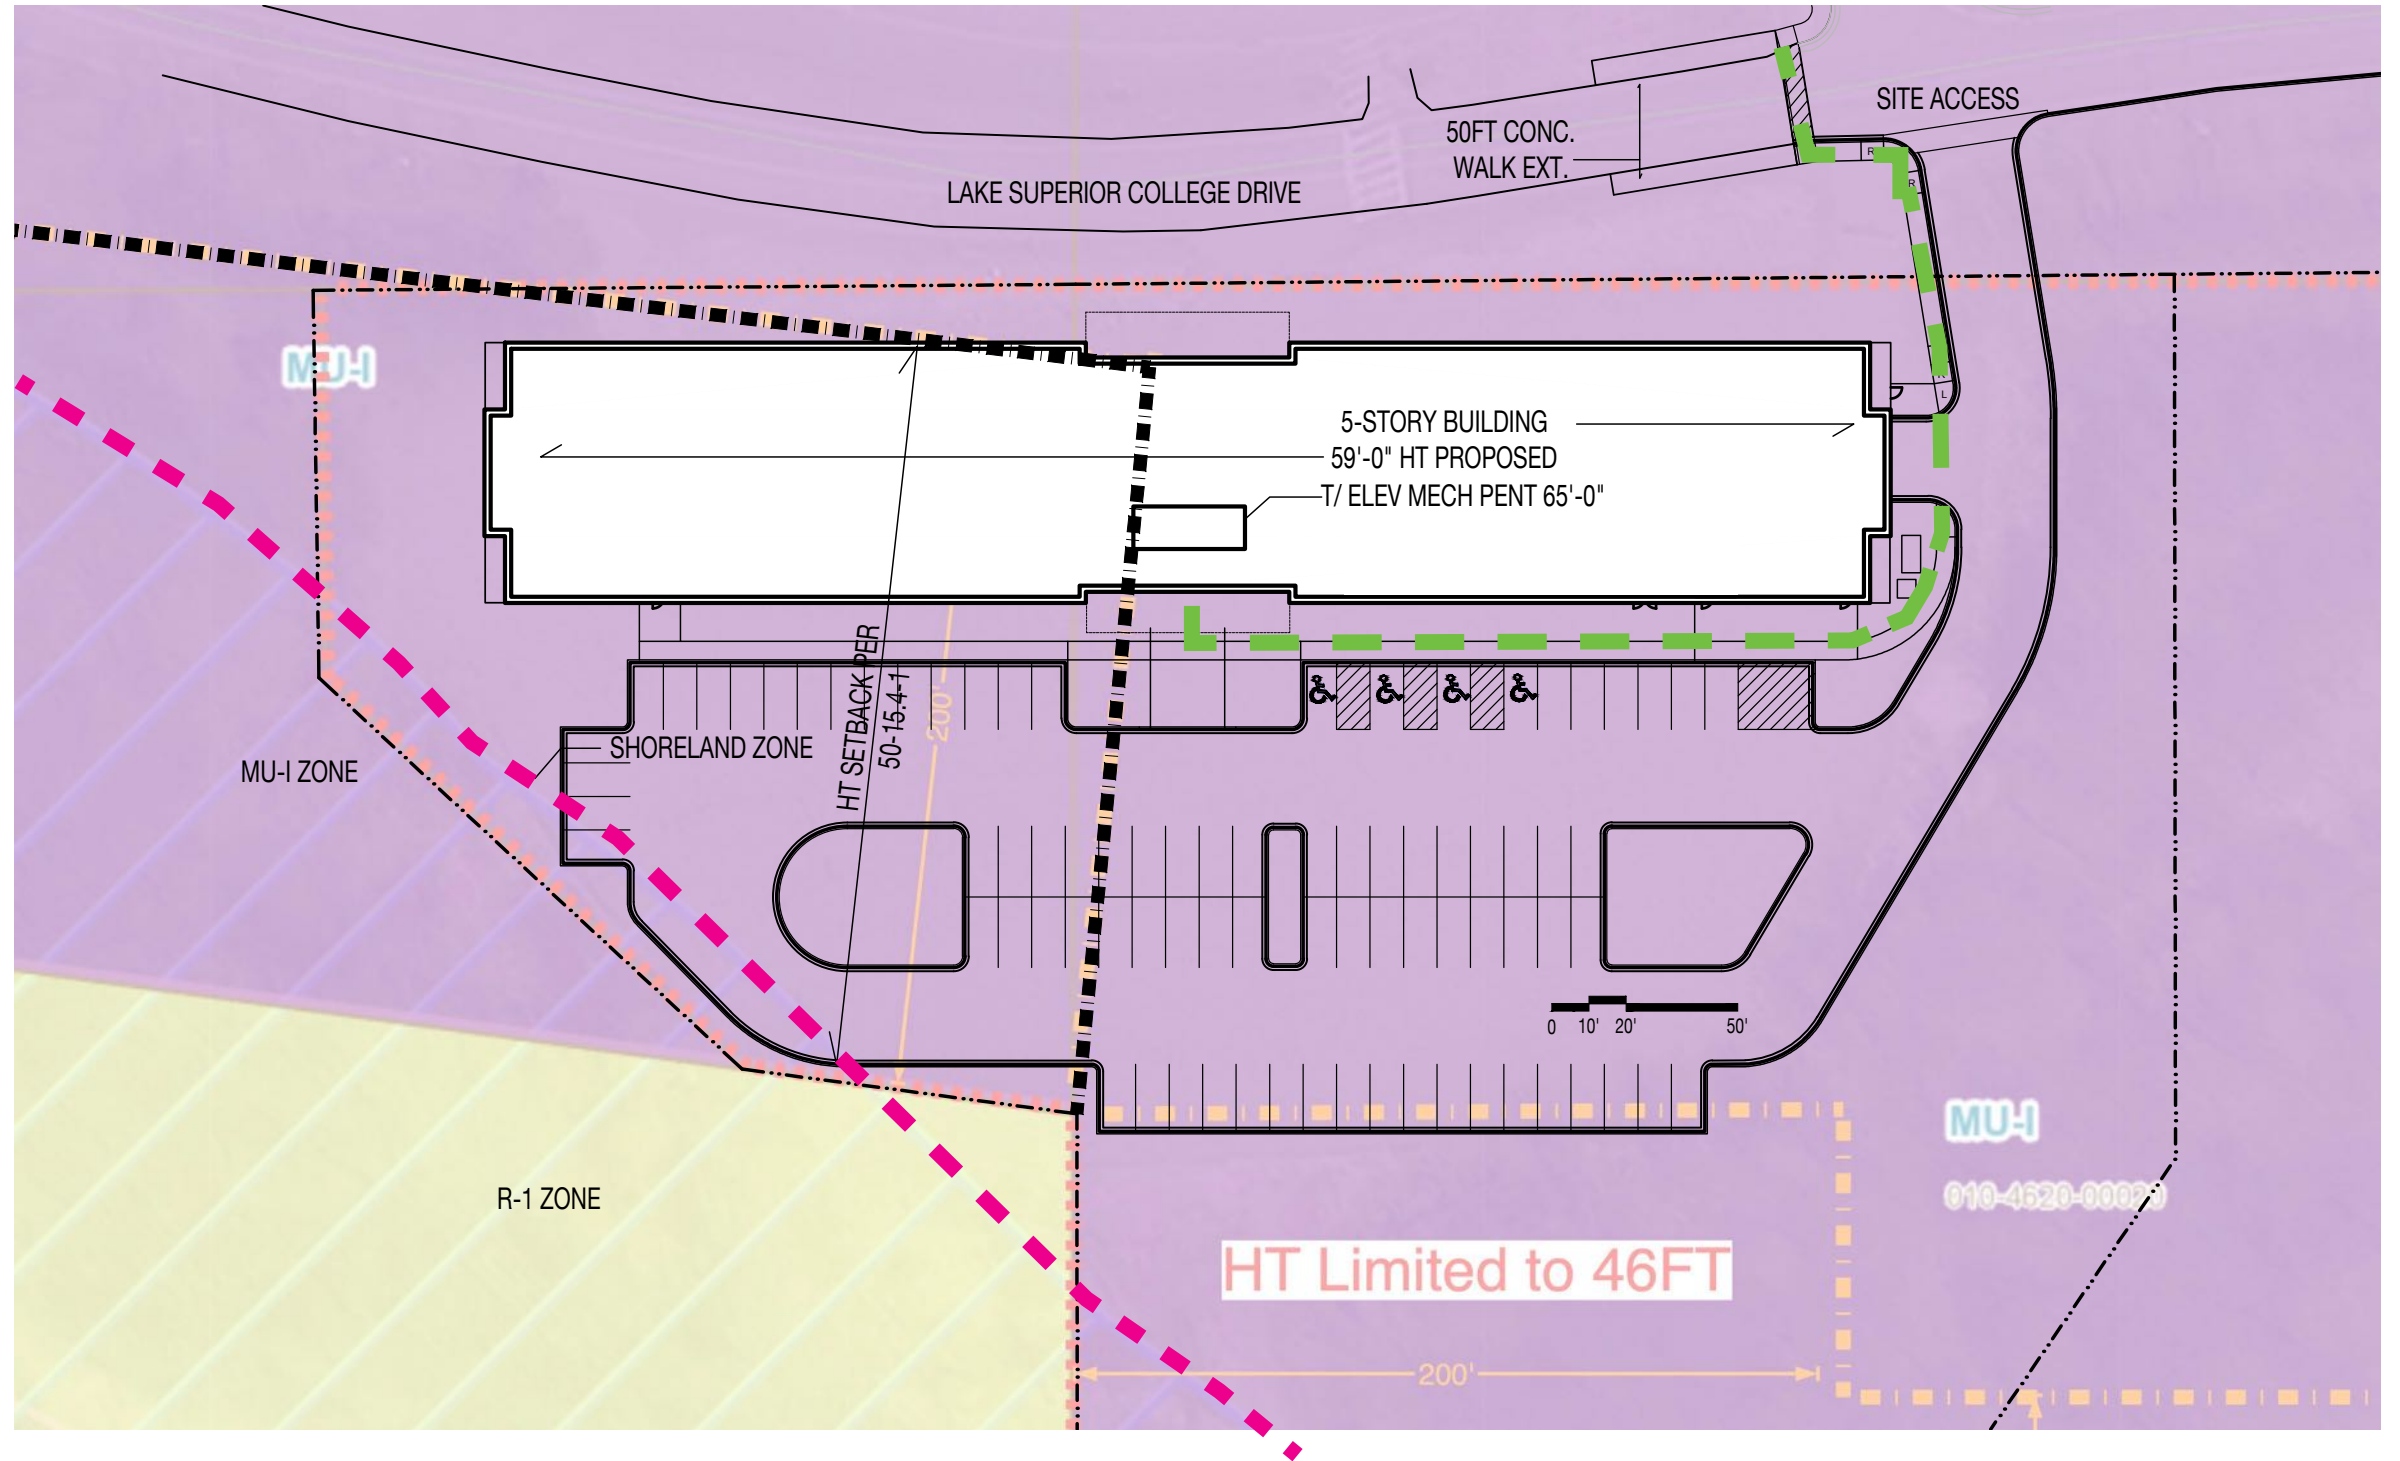 SITE ACCESS
50FT CONC.
WALK EXT.
LAKE SUPERIOR COLLEGE DRIVE
R
R
MU-I
5-STORY BUILDING
59'-0" HT PROPOSED
T/ ELEV MECH PENT 65'-0"
L
HT SETBACK PER
50-15.4-1
200'
SHORELAND ZONE
MU-I ZONE
0 10' 20' 50'
MU-I
010-4620-00020
R-1 ZONE
HT Limited to 46FT
200'